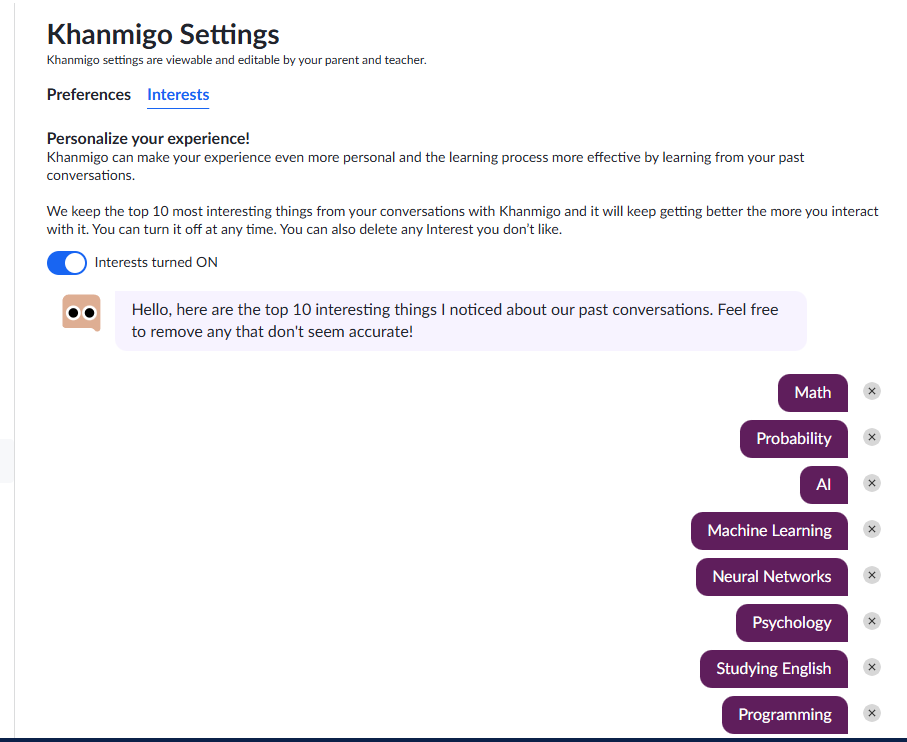 Khanmigo Settings
Khanmigo settings are viewable and editable by your parent and teacher.
Preferences Interests
Personalize your experience!
Khanmigo can make your experience even more personal and the learning process more effective by learning from your past
conversations.
We keep the top 10 most interesting things from your conversations with Khanmigo and it will keep getting better the more you interact
with it. You can turn it off at any time. You can also delete any Interest you don’t like.
Interests turned ON
Hello, here are the top 10 interesting things I noticed about our past conversations. Feel free
to remove any that don't seem accurate!
Math
Probability
AI
Machine Learning
Neural Networks
Psychology
Studying English
Programming